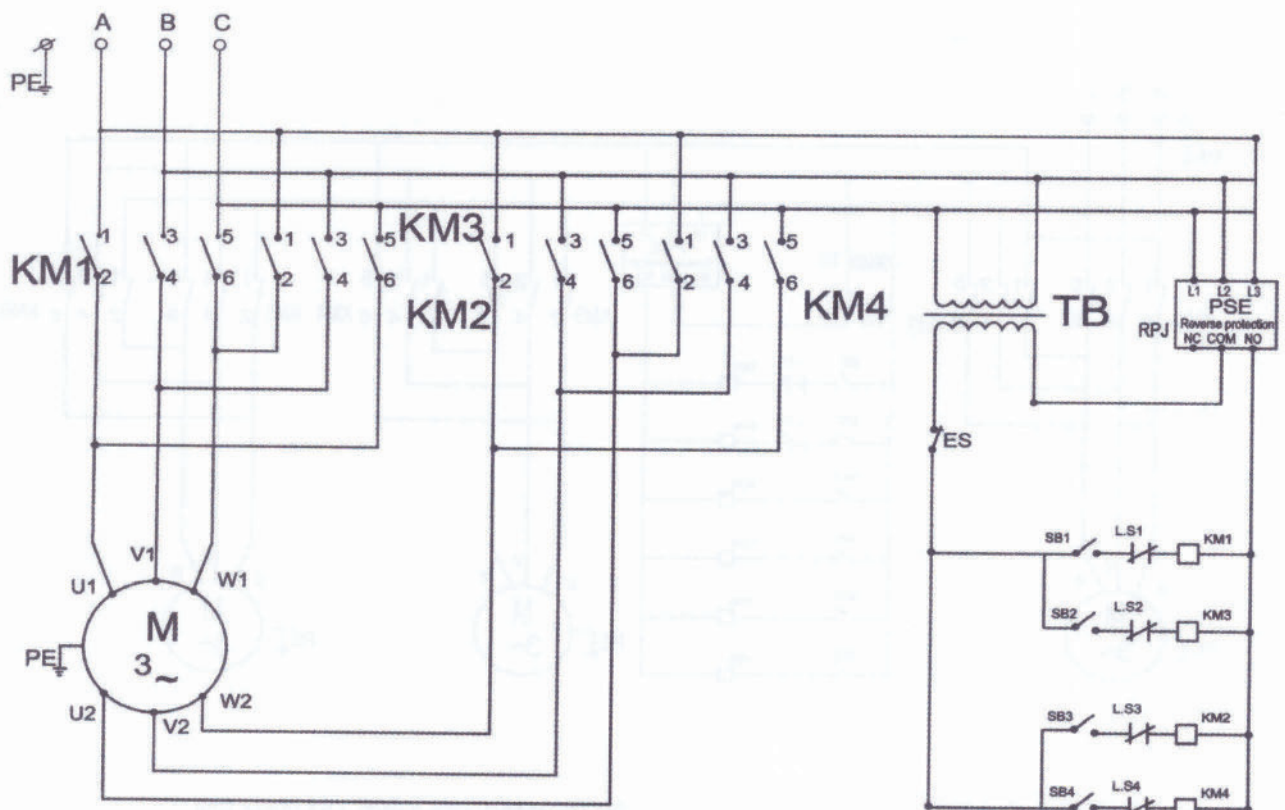 A B C
PE
KM3
1 3 5 1 3 5 1 3 5 1 3 5
KM1
2 4 6 2 4 6 2 4 6 2 4 6
KM2 KM4 TB
L1 L2 L3
PSE
RPJ Reverse protection
NC COM NO
ES
V1
U1 W1
SB1 L.S1 KM1
M
3 ~
SB2 L.S2 KM3
PE
W2
U2 V2
SB3 L.S3 KM2
SB4 L.S4 KM4